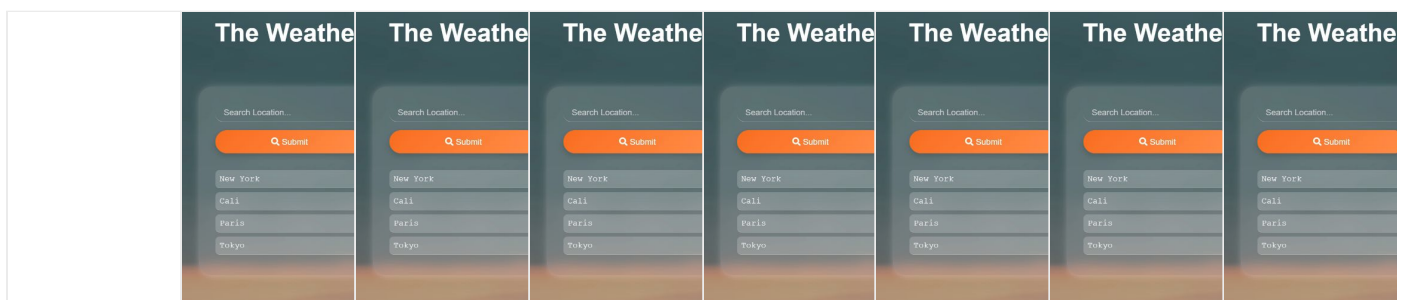 The Weathe The Weathe The Weathe The Weathe The Weathe The Weathe The Weathe
Search Location... Search Location... Search Location... Search Location... Search Location... Search Location... Search Location...
Submit Submit Submit Submit Submit Submit Submit
New York New York New York New York New York New York New York
Cali Cali Cali Cali Cali Cali Cali
Paris Paris Paris Paris Paris Paris Paris
Tokyo Tokyo Tokyo Tokyo Tokyo Tokyo Tokyo